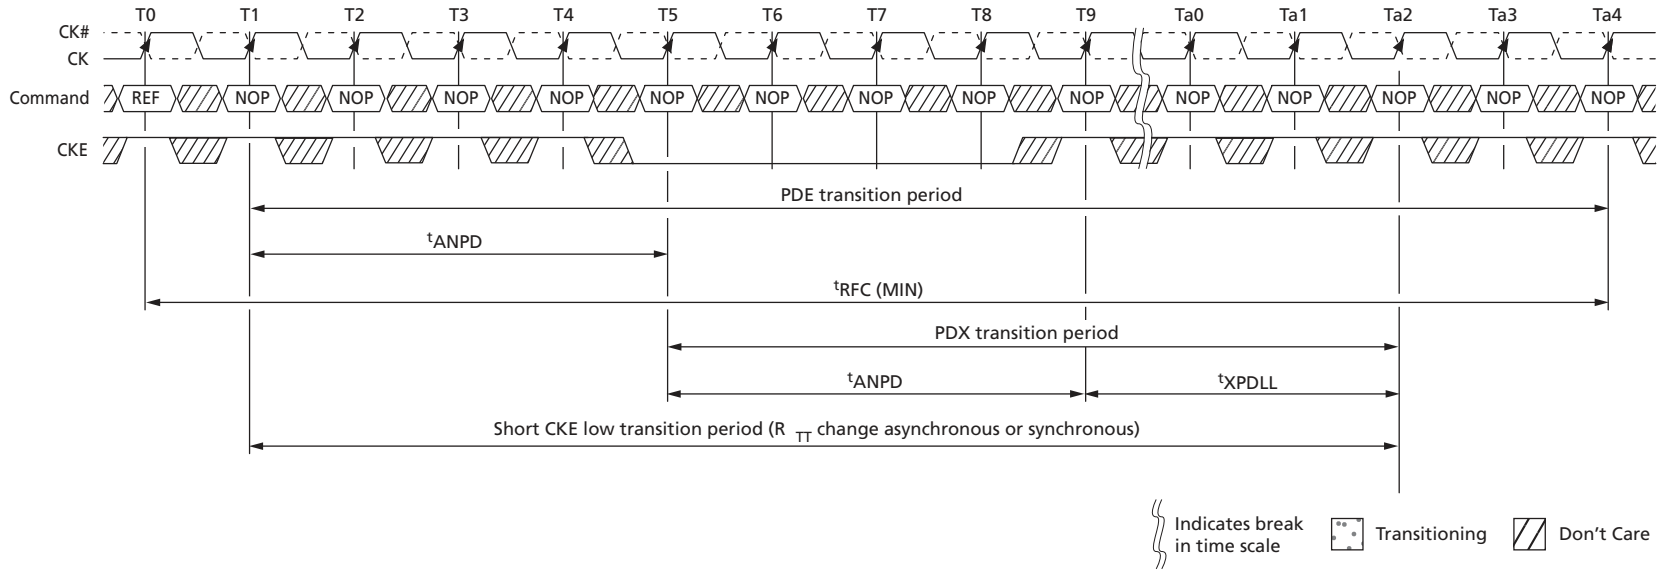 T0 T1 T2 T3 T4 T5 T6 T7 T8 T9 Ta0 Ta1 Ta2 Ta3 Ta4
CK#
CK
Command REF NOP NOP NOP NOP NOP NOP NOP NOP NOP NOP NOP NOP NOP NOP
CKE
PDE transition period
tANPD
tRFC (MIN)
PDX transition period
tANPD tXPDLL
Short CKE low transition period (R TT change asynchronous or synchronous)
Indicates break
in time scale
Transitioning
Don't Care